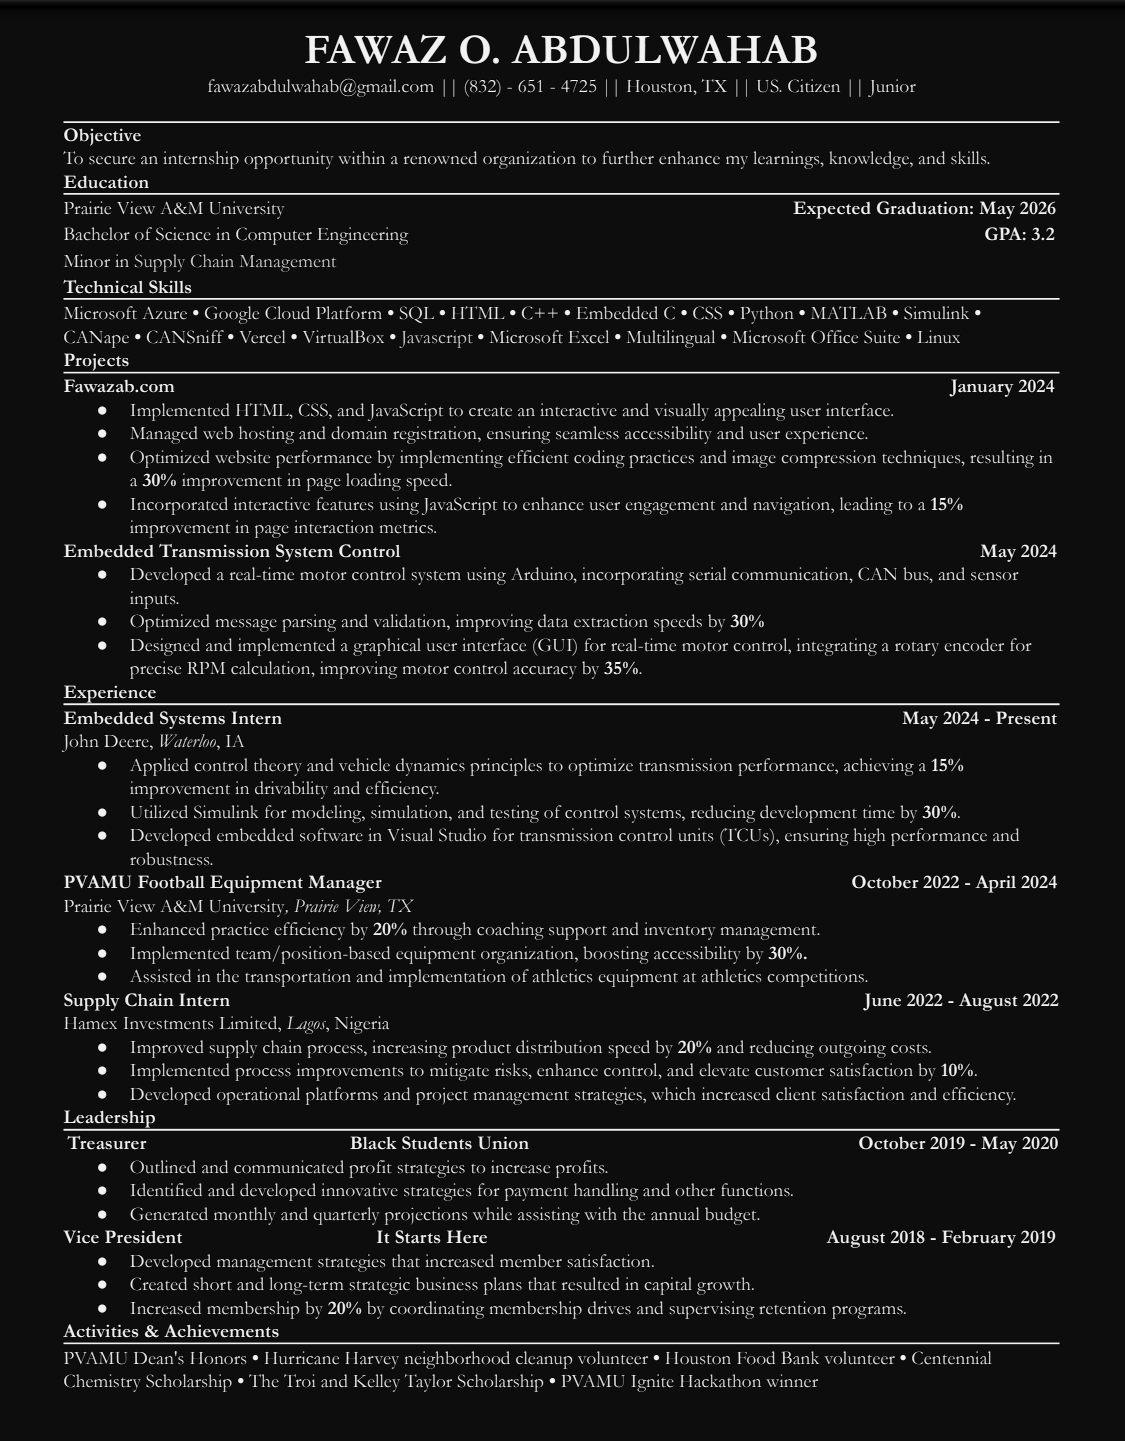 FAWAZ O. ABDULWAHAB
fawazabdulwahab@gmail.com || (832) - 651 - 4725 || Houston, TX || US. Citizen || Junior
Objective
To secure an internship opportunity within a renowned organization to further enhance my learnings, knowledge, and skills.
Education
Prairie View A&M University Expected Graduation: May 2026
Bachelor of Science in Computer Engineering GPA: 3.2
Minor in Supply Chain Management
Technical Skills
Microsoft Azure • Google Cloud Platform • SQL • HTML • C++ • Embedded C • CSS • Python • MATLAB • Simulink •
CANape • CANSniff • Vercel • VirtualBox • Javascript • Microsoft Excel • Multilingual • Microsoft Office Suite • Linux
Projects
Fawazab.com January 2024
● Implemented HTML, CSS, and JavaScript to create an interactive and visually appealing user interface.
● Managed web hosting and domain registration, ensuring seamless accessibility and user experience.
● Optimized website performance by implementing efficient coding practices and image compression techniques, resulting in
a 30% improvement in page loading speed.
● Incorporated interactive features using JavaScript to enhance user engagement and navigation, leading to a 15%
improvement in page interaction metrics.
Embedded Transmission System Control May 2024
● Developed a real-time motor control system using Arduino, incorporating serial communication, CAN bus, and sensor
inputs.
● Optimized message parsing and validation, improving data extraction speeds by 30%
● Designed and implemented a graphical user interface (GUI) for real-time motor control, integrating a rotary encoder for
precise RPM calculation, improving motor control accuracy by 35%.
Experience
Embedded Systems Intern May 2024 - Present
John Deere, Waterloo, IA
● Applied control theory and vehicle dynamics principles to optimize transmission performance, achieving a 15%
improvement in drivability and efficiency.
● Utilized Simulink for modeling, simulation, and testing of control systems, reducing development time by 30%.
● Developed embedded software in Visual Studio for transmission control units (TCUs), ensuring high performance and
robustness.
PVAMU Football Equipment Manager October 2022 - April 2024
Prairie View A&M University, Prairie View, TX
● Enhanced practice efficiency by 20% through coaching support and inventory management.
● Implemented team/position-based equipment organization, boosting accessibility by 30%.
● Assisted in the transportation and implementation of athletics equipment at athletics competitions.
Supply Chain Intern June 2022 - August 2022
Hamex Investments Limited, Lagos, Nigeria
● Improved supply chain process, increasing product distribution speed by 20% and reducing outgoing costs.
● Implemented process improvements to mitigate risks, enhance control, and elevate customer satisfaction by 10%.
● Developed operational platforms and project management strategies, which increased client satisfaction and efficiency.
Leadership
Treasurer Black Students Union October 2019 - May 2020
● Outlined and communicated profit strategies to increase profits.
● Identified and developed innovative strategies for payment handling and other functions.
● Generated monthly and quarterly projections while assisting with the annual budget.
Vice President It Starts Here August 2018 - February 2019
● Developed management strategies that increased member satisfaction.
● Created short and long-term strategic business plans that resulted in capital growth.
● Increased membership by 20% by coordinating membership drives and supervising retention programs.
Activities & Achievements
PVAMU Dean's Honors • Hurricane Harvey neighborhood cleanup volunteer • Houston Food Bank volunteer • Centennial
Chemistry Scholarship • The Troi and Kelley Taylor Scholarship • PVAMU Ignite Hackathon winner